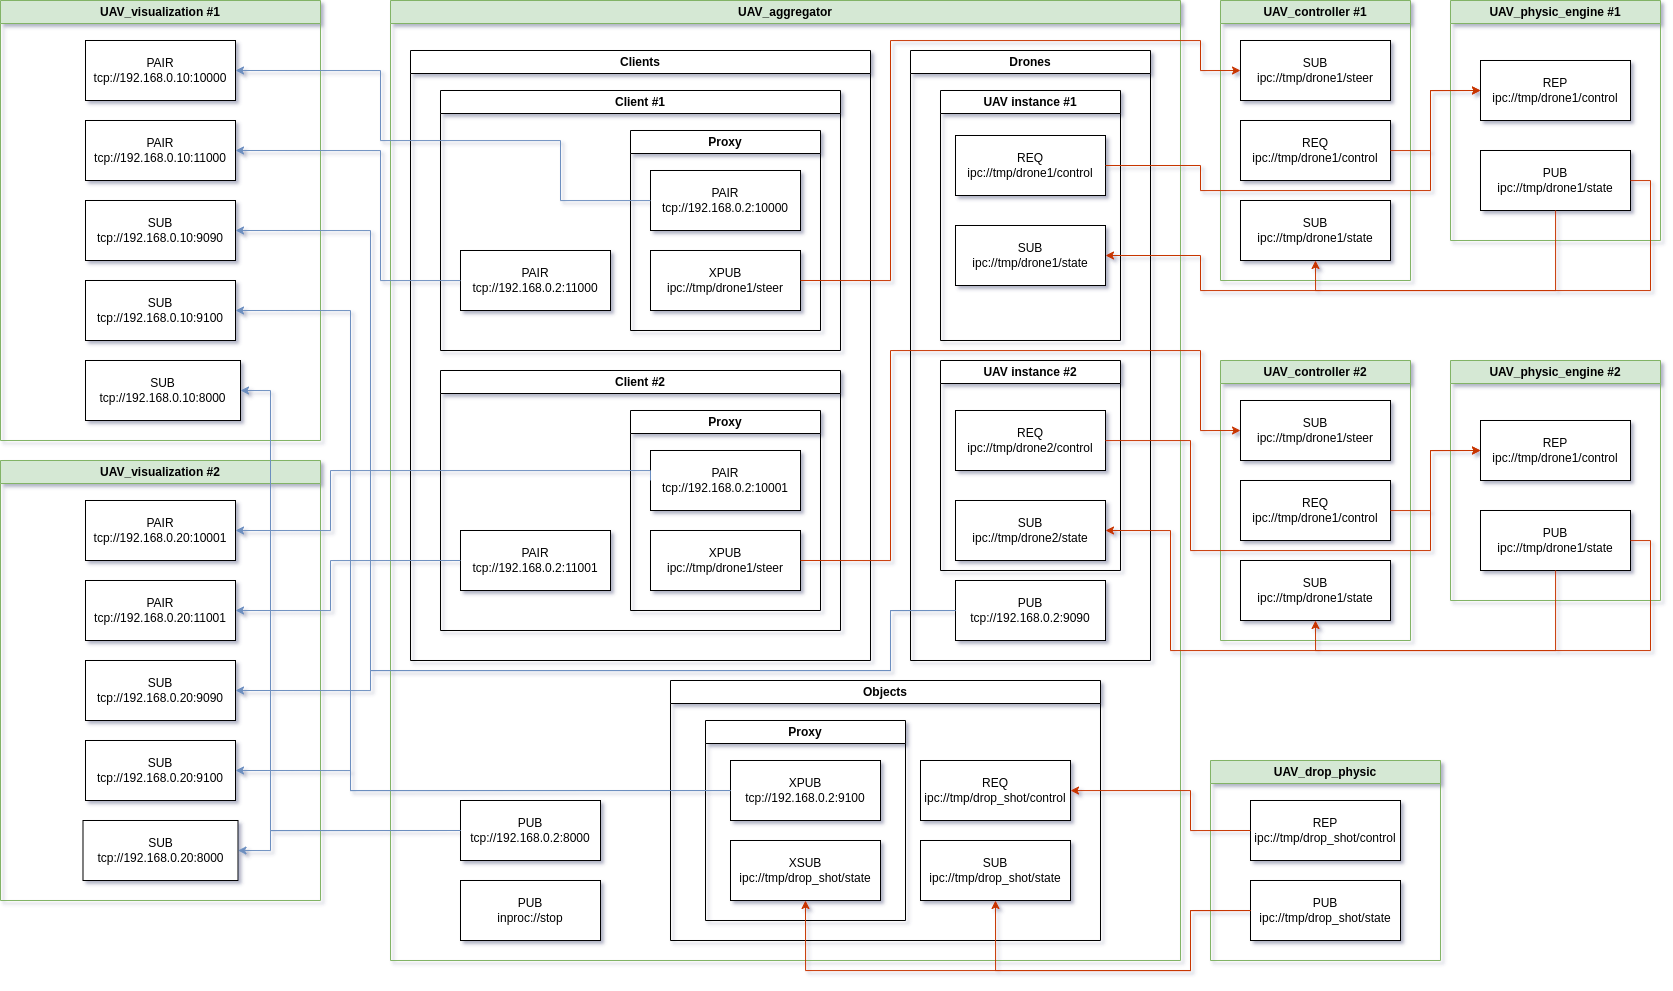 UAV_visualization #1
PAIR
tcp://192.168.0.10:10000
PAIR
tcp://192.168.0.10:11000
SUB
tcp://192.168.0.10:9090
SUB
tcp://192.168.0.10:9100
SUB
tcp://192.168.0.10:8000
UAV_visualization #2
PAIR
tcp://192.168.0.20:10001
PAIR
tcp://192.168.0.20:11001
SUB
tcp://192.168.0.20:9090
SUB
tcp://192.168.0.20:9100
SUB
tcp://192.168.0.20:8000
UAV_aggregator
Clients
Client #1
Proxy
PAIR
tcp://192.168.0.2:10000
PAIR
tcp://192.168.0.2:11000
XPUB
ipc://tmp/drone1/steer
Client #2
Proxy
PAIR
tcp://192.168.0.2:10001
PAIR
tcp://192.168.0.2:11001
XPUB
ipc://tmp/drone1/steer
Drones
UAV instance #1
REQ
ipc://tmp/drone1/control
SUB
ipc://tmp/drone1/state
UAV instance #2
REQ
ipc://tmp/drone2/control
SUB
ipc://tmp/drone2/state
PUB
tcp://192.168.0.2:9090
Objects
Proxy
XPUB
tcp://192.168.0.2:9100
XSUB
ipc://tmp/drop_shot/state
REQ
ipc://tmp/drop_shot/control
SUB
ipc://tmp/drop_shot/state
PUB
tcp://192.168.0.2:8000
PUB
inproc://stop
UAV_controller #1
SUB
ipc://tmp/drone1/steer
REQ
ipc://tmp/drone1/control
SUB
ipc://tmp/drone1/state
UAV_physic_engine #1
REP
ipc://tmp/drone1/control
PUB
ipc://tmp/drone1/state
UAV_controller #2
SUB
ipc://tmp/drone1/steer
REQ
ipc://tmp/drone1/control
SUB
ipc://tmp/drone1/state
UAV_physic_engine #2
REP
ipc://tmp/drone1/control
PUB
ipc://tmp/drone1/state
UAV_drop_physic
REP
ipc://tmp/drop_shot/control
PUB
ipc://tmp/drop_shot/state